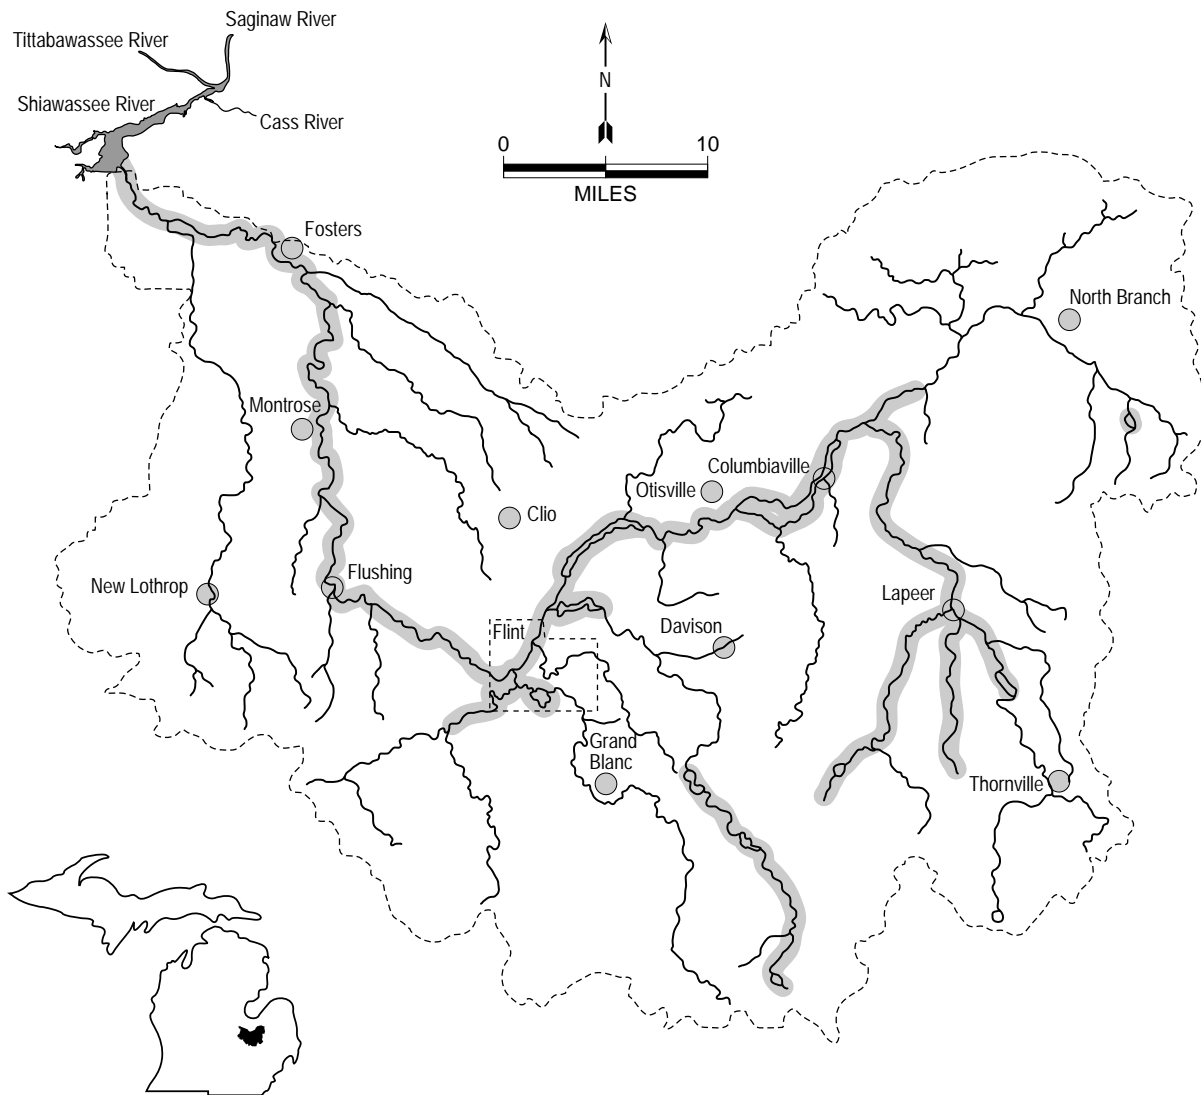 Saginaw River
Tittabawassee River
Shiawassee River
Cass River
N
0 10
MILES
Fosters
North Branch
Montrose
Columbiaville
Otisville
Clio
New Lothrop
Flushing
Lapeer
Flint
Davison
Grand
Blanc
Thornville